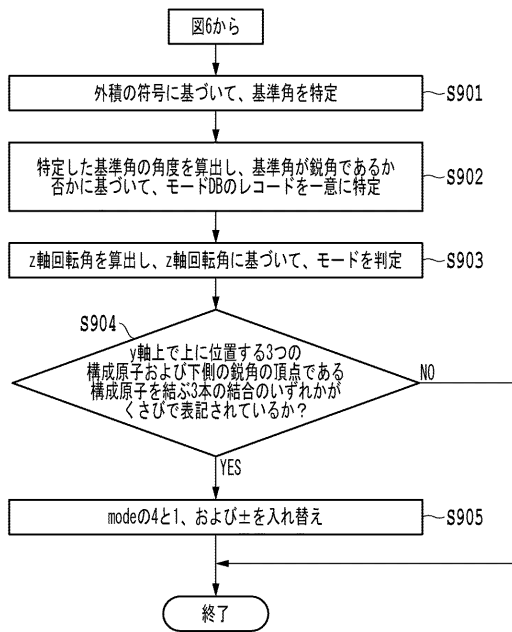 図6から
外積の符号に基づいて、基準角を特定
S901
特定した基準角の角度を算出し、基準角が鋭角であるか
否かに基づいて、モードDBのレコードを一意に特定
S902
z軸回転角を算出し、z軸回転角に基づいて、モードを判定
S903
S904
y軸上で上に位置する3つの
構成原子および下側の鋭角の頂点である
構成原子を結ぶ3本の結合のいずれかが
くさびで表記されているか？
NO
YES
modeの4と1、および±を入れ替え
S905
終了